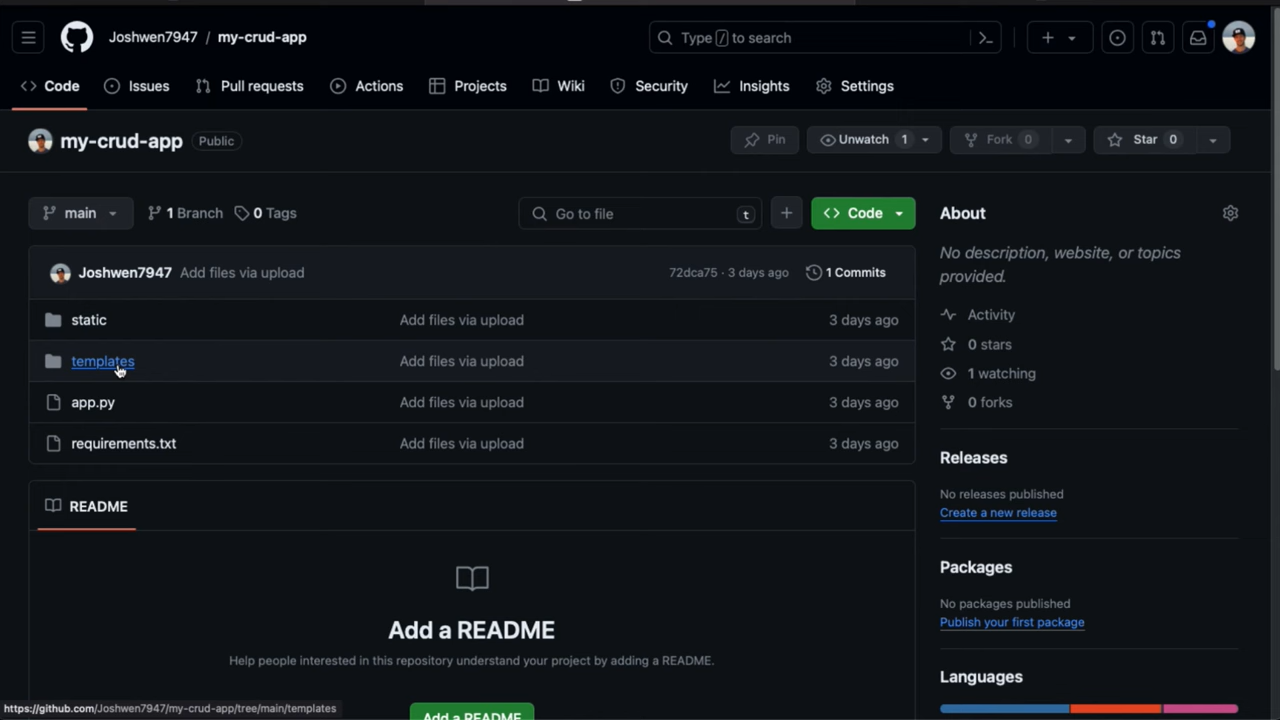 Joshwen7947 / my-crud-app
Type / to search
Code Issues Pull requests Actions Projects Wiki Security Insights Settings
my-crud-app Public
Pin Unwatch 1 Fork 0 Star 0
main 1 Branch 0 Tags Go to file t Code
Joshwen7947 Add files via upload 72dca75 · 3 days ago 1 Commits
static Add files via upload 3 days ago
templates Add files via upload 3 days ago
app.py Add files via upload 3 days ago
requirements.txt Add files via upload 3 days ago
README
Add a README
Help people interested in this repository understand your project by adding a README.
Add a README
About
No description, website, or topics
provided.
Activity
0 stars
1 watching
0 forks
Releases
No releases published
Create a new release
Packages
No packages published
Publish your first package
Languages
https://github.com/Joshwen7947/my-crud-app/tree/main/templates